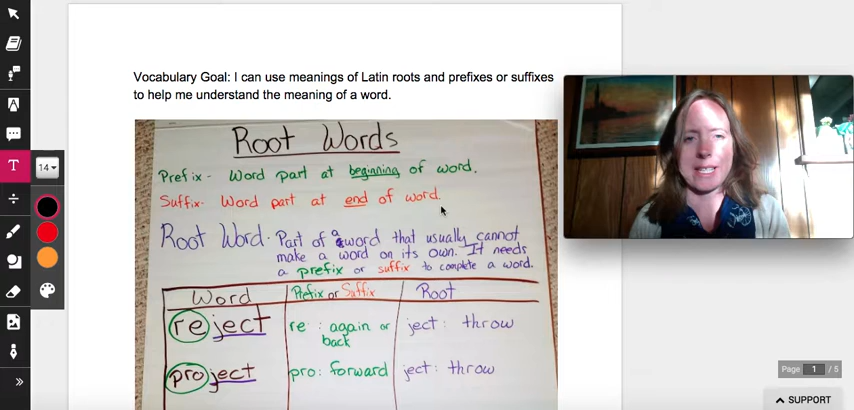 Vocabulary Goal: I can use meanings of Latin roots and prefixes or suffixes
to help me understand the meaning of a word.
Root Words
Prefix- Word part at beginning of word.
Suffix- Word part at end of word.
Root Word: Part of a word that usually cannot
make a word on its own. It needs
a prefix or suffix to complete a word.
Word Prefix or Suffix Root
reject re: again or back ject: throw
project pro: forward ject: throw
T 14
Page 1 / 5
SUPPORT